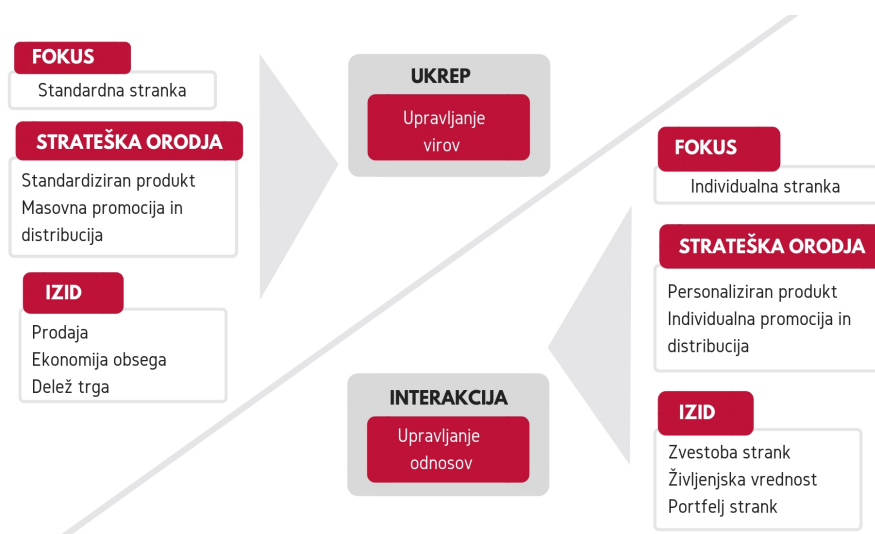 FOKUS
Standardna stranka
STRATEŠKA ORODJA
Standardiziran produkt
Masovna promocija in
distribucija
IZID
Prodaja
Ekonomija obsega
Delež trga
UKREP
Upravljanje
virov
INTERAKCIJA
Upravljanje
odnosov
FOKUS
Individualna stranka
STRATEŠKA ORODJA
Personaliziran produkt
Individualna promocija in
distribucija
IZID
Zvestoba strank
Življenjska vrednost
Portfelj strank